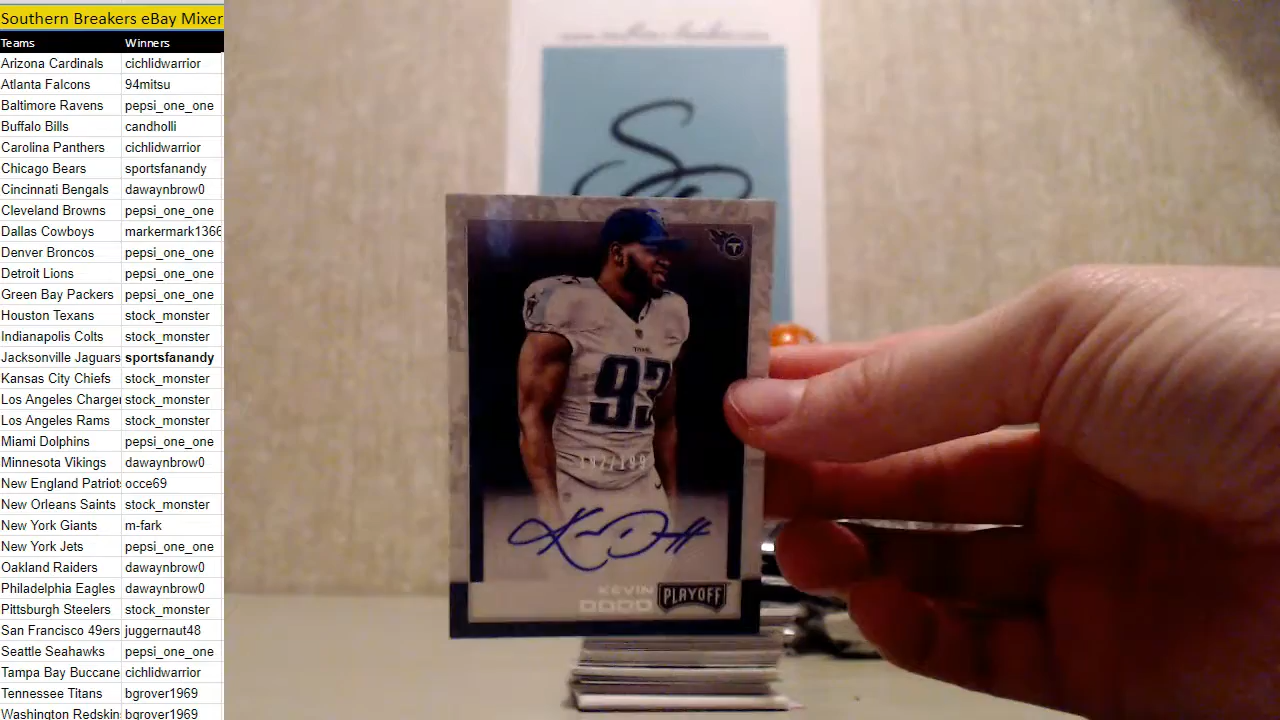 Southern Breakers eBay Mixer
Teams Winners
Arizona Cardinals cichlidwarrior
Atlanta Falcons 94mitsu
Baltimore Ravens pepsi_one_one
Buffalo Bills candholli
Carolina Panthers cichlidwarrior
Chicago Bears sportsfanandy
Cincinnati Bengals dawaynbrow0
Cleveland Browns pepsi_one_one
Dallas Cowboys markermark1366
Denver Broncos pepsi_one_one
Detroit Lions pepsi_one_one
Green Bay Packers pepsi_one_one
Houston Texans stock_monster
Indianapolis Colts stock_monster
Jacksonville Jaguars sportsfanandy
Kansas City Chiefs stock_monster
Los Angeles Charger stock_monster
Los Angeles Rams stock_monster
Miami Dolphins pepsi_one_one
Minnesota Vikings dawaynbrow0
New England Patriots occe69
New Orleans Saints stock_monster
New York Giants m-fark
New York Jets pepsi_one_one
Oakland Raiders dawaynbrow0
Philadelphia Eagles dawaynbrow0
Pittsburgh Steelers stock_monster
San Francisco 49ers juggernaut48
Seattle Seahawks pepsi_one_one
Tampa Bay Buccane cichlidwarrior
Tennessee Titans bgrover1969
Washington Redskin bgrover1969
T
93
KEVIN
DODD
PLAYOFF